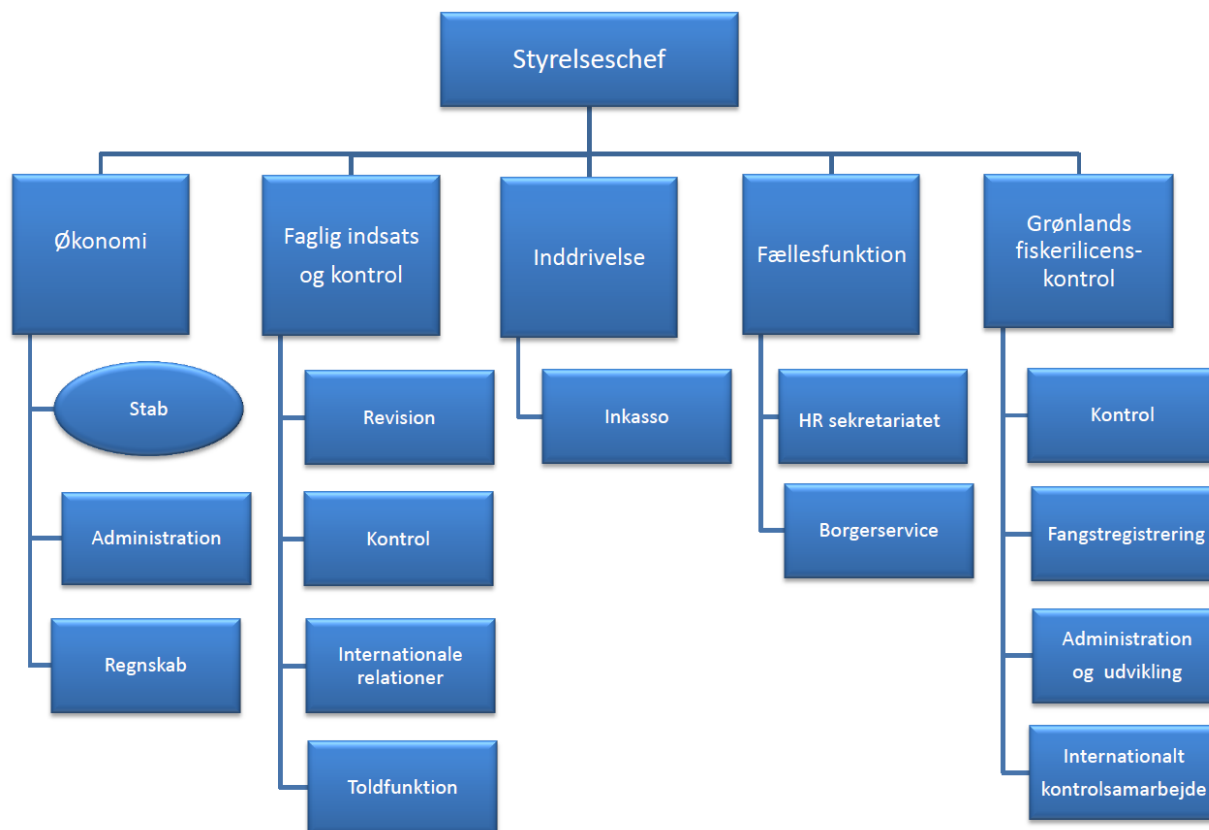 Styrelseschef
Økonomi
Stab
Administration
Regnskab
Faglig indsats
og kontrol
Revision
Kontrol
Internationale
relationer
Toldfunktion
Inddrivelse
Inkasso
Fællesfunktion
HR sekretariatet
Borgerservice
Grønlands
fiskerilicens-
kontrol
Kontrol
Fangstregistrering
Administration
og udvikling
Internationalt
kontrolsamarbejde